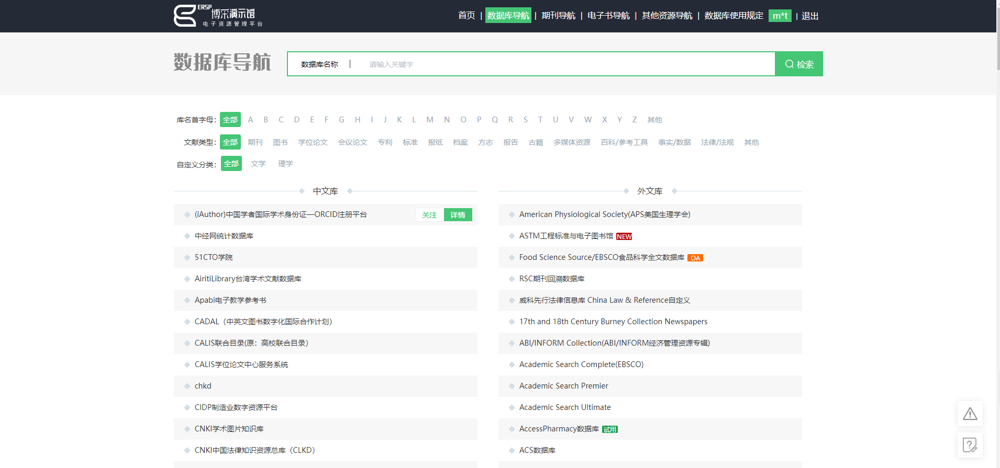 ERSP 博采演示馆
电子资源管理平台
首页 | 数据库导航 | 期刊导航 | 电子书导航 | 其他资源导航 | 数据库使用规定 m*t | 退出
数据库导航 数据库名称 | 请输入关键字 检索
库名首字母： 全部 A B C D E F G H I J K L M N O P Q R S T U V W X Y Z 其他
文献类型： 全部 期刊 图书 学位论文 会议论文 专利 标准 报纸 档案 方志 报告 古籍 多媒体资源 百科/参考工具 事实/数据 法律/法规 其他
自定义分类： 全部 文学 理学
中文库
(iAuthor)中国学者国际学术身份证—ORCID注册平台 关注 详情
中经网统计数据库
51CTO学院
AiritiLibrary台湾学术文献数据库
Apabi电子教学参考书
CADAL（中英文图书数字化国际合作计划）
CALIS联合目录(原：高校联合目录)
CALIS学位论文中心服务系统
chkd
CIDP制造业数字资源平台
CNKI学术图片知识库
CNKI中国法律知识资源总库（CLKD）
外文库
American Physiological Society(APS美国生理学会)
ASTM工程标准与电子图书馆 NEW
Food Science Source/EBSCO食品科学全文数据库 OA
RSC期刊回溯数据库
威科先行法律信息库 China Law & Reference自定义
17th and 18th Century Burney Collection Newspapers
ABI/INFORM Collection(ABI/INFORM经济管理资源专辑)
Academic Search Complete(EBSCO)
Academic Search Premier
Academic Search Ultimate
AccessPharmacy数据库 试用
ACS数据库